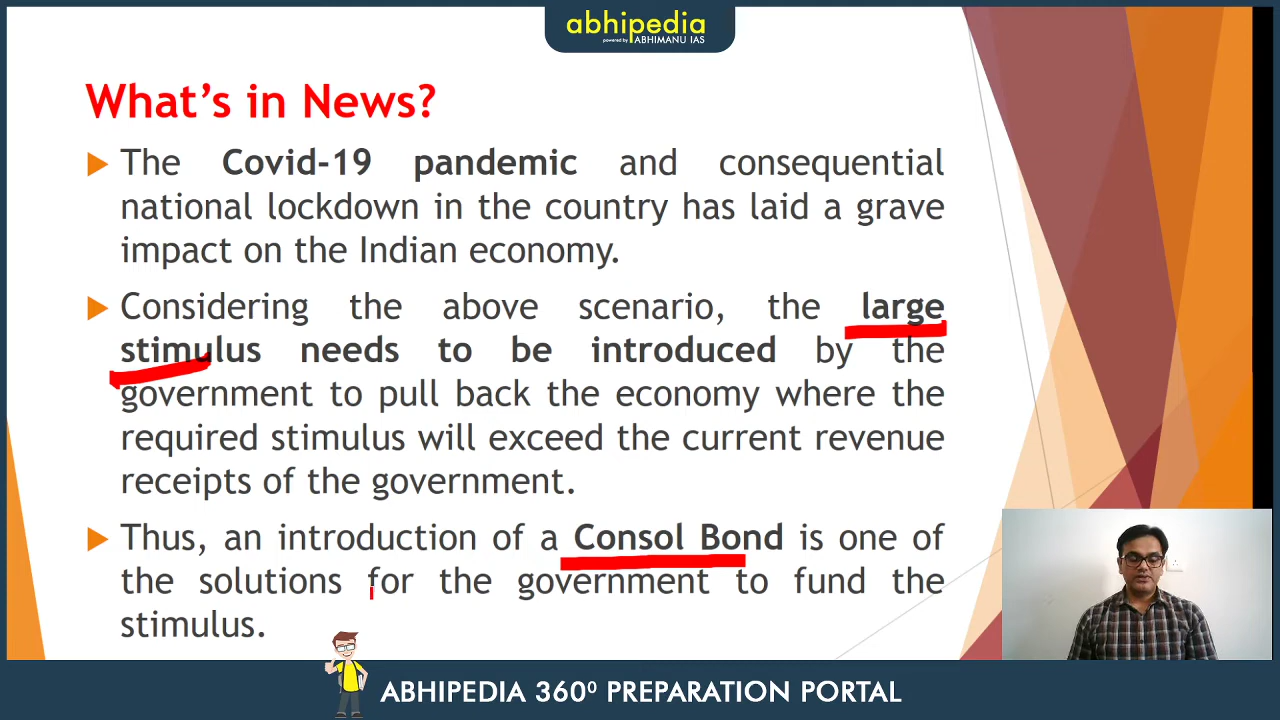 abhipedia
powered by ABHIMANU IAS
What's in News?
The Covid-19 pandemic and consequential
national lockdown in the country has laid a grave
impact on the Indian economy.
Considering the above scenario, the large
stimulus needs to be introduced by the
government to pull back the economy where the
required stimulus will exceed the current revenue
receipts of the government.
Thus, an introduction of a Consol Bond is one of
the solutions for the government to fund the
stimulus.
ABHIPEDIA 360⁰ PREPARATION PORTAL